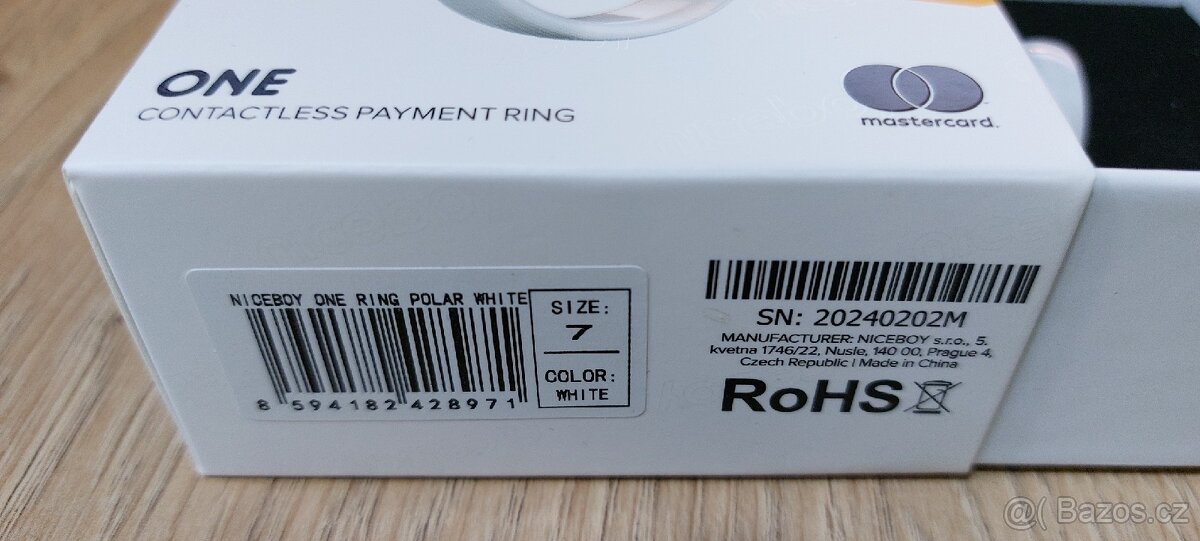 ONE
CONTACTLESS PAYMENT RING
mastercard.
NICEBOY ONE RING POLAR WHITE
8 594182 428971
SIZE:
7
COLOR:
WHITE
SN: 20240202M
MANUFACTURER: NICEBOY s.r.o., 5.
kvetna 1746/22, Nusle, 140 00, Prague 4,
Czech Republic | Made in China
RoHS
@( Bazos.cz